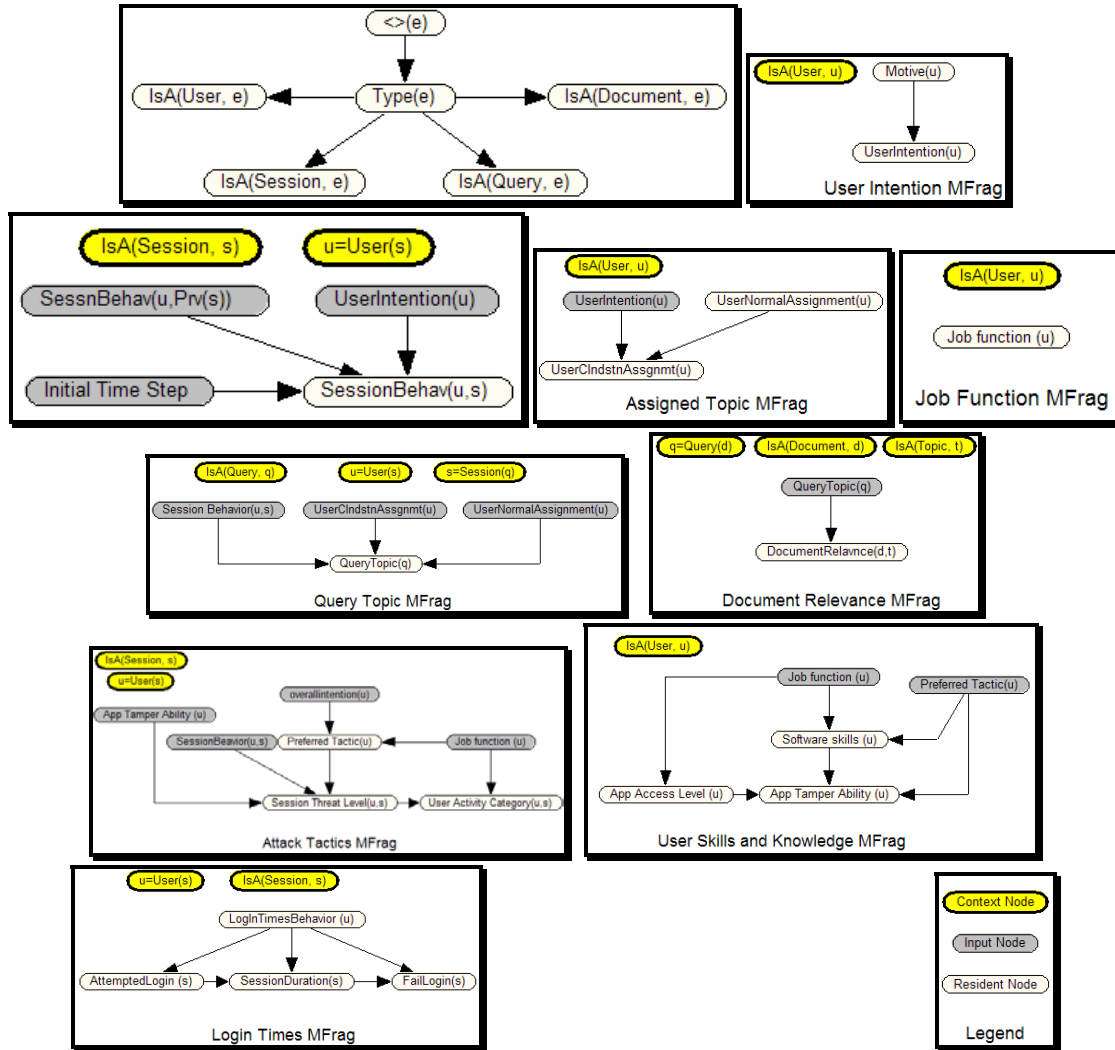 <>(e)
IsA(User, e)
Type(e)
IsA(Document, e)
IsA(Session, e)
IsA(Query, e)
IsA(User, u)
Motive(u)
UserIntention(u)
User Intention MFrag
IsA(Session, s)
u=User(s)
SessnBehav(u,Prv(s))
UserIntention(u)
Initial Time Step
SessionBehav(u,s)
IsA(User, u)
UserIntention(u)
UserNormalAssignment(u)
UserClndstnAssgnmt(u)
Assigned Topic MFrag
IsA(User, u)
Job function (u)
Job Function MFrag
IsA(Query, q)
u=User(s)
s=Session(q)
Session Behavior(u,s)
UserClndstnAssgnmt(u)
UserNormalAssignment(u)
QueryTopic(q)
Query Topic MFrag
q=Query(d)
IsA(Document, d)
IsA(Topic, t)
QueryTopic(q)
DocumentRelavnce(d,t)
Document Relevance MFrag
IsA(Session, s)
u=User(s)
overallintention(u)
App Tamper Ability (u)
SessionBeavior(u,s)
Preferred Tactic(u)
Job function (u)
Session Threat Level(u,s)
User Activity Category(u,s)
Attack Tactics MFrag
IsA(User, u)
Job function (u)
Preferred Tactic(u)
Software skills (u)
App Access Level (u)
App Tamper Ability (u)
User Skills and Knowledge MFrag
u=User(s)
IsA(Session, s)
LogInTimesBehavior (u)
AttemptedLogin (s)
SessionDuration(s)
FailLogin(s)
Login Times MFrag
Context Node
Input Node
Resident Node
Legend